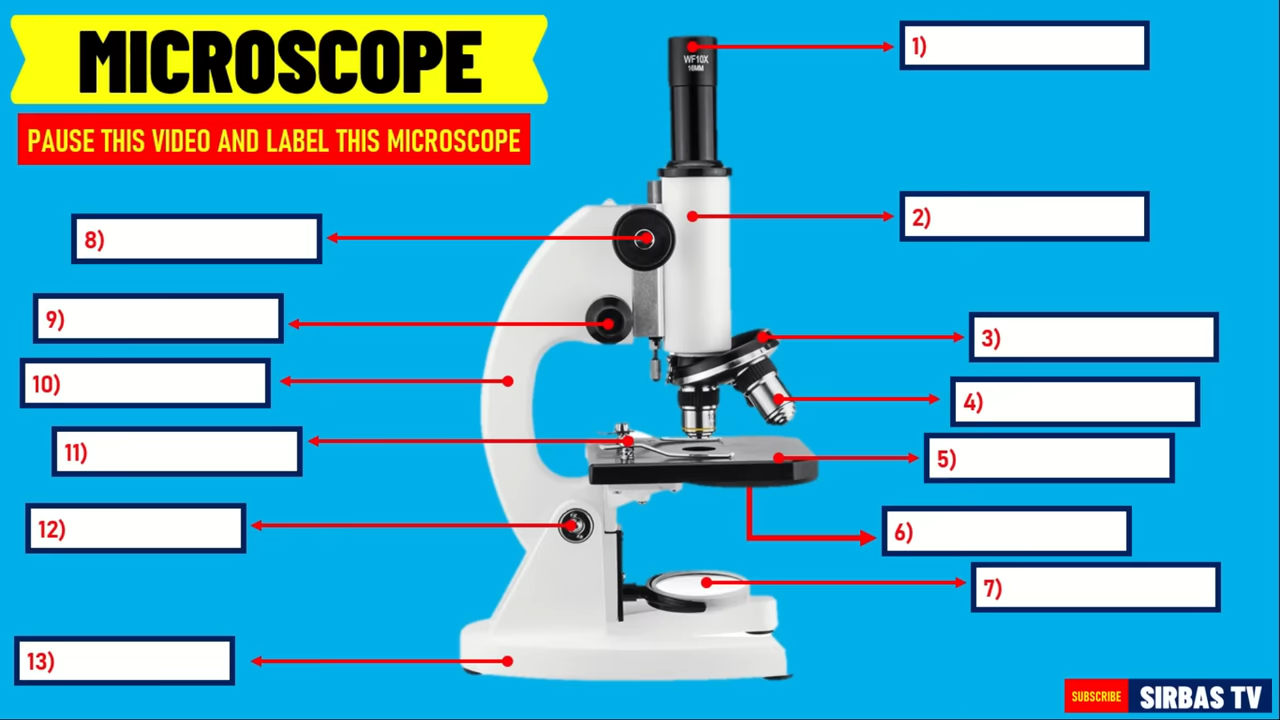 MICROSCOPE
PAUSE THIS VIDEO AND LABEL THIS MICROSCOPE
WF10X
16MM
1)
2)
3)
4)
5)
6)
7)
8)
9)
10)
11)
12)
13)
SUBSCRIBE SIRBAS TV